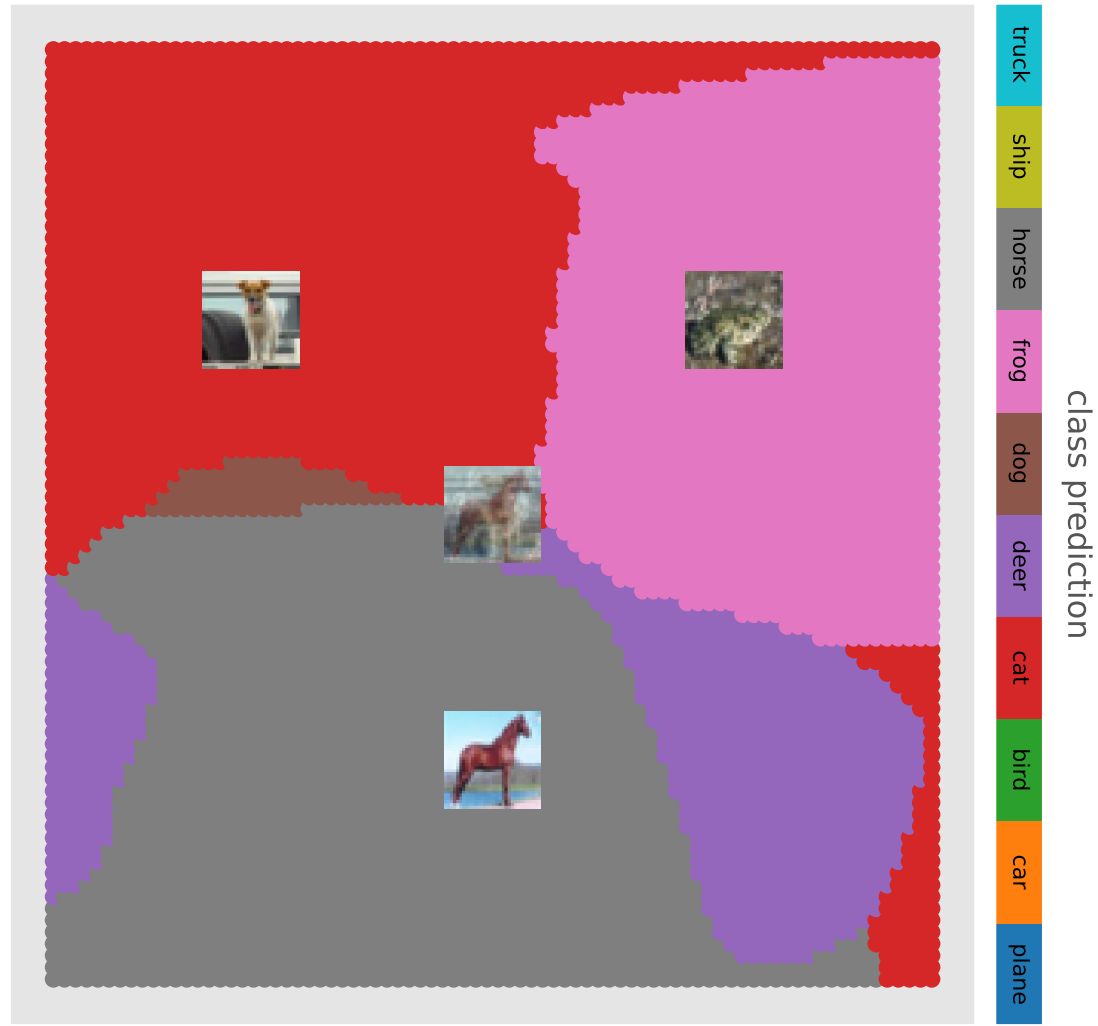 truck
ship
horse
frog
dog
deer
cat
bird
car
plane
class prediction